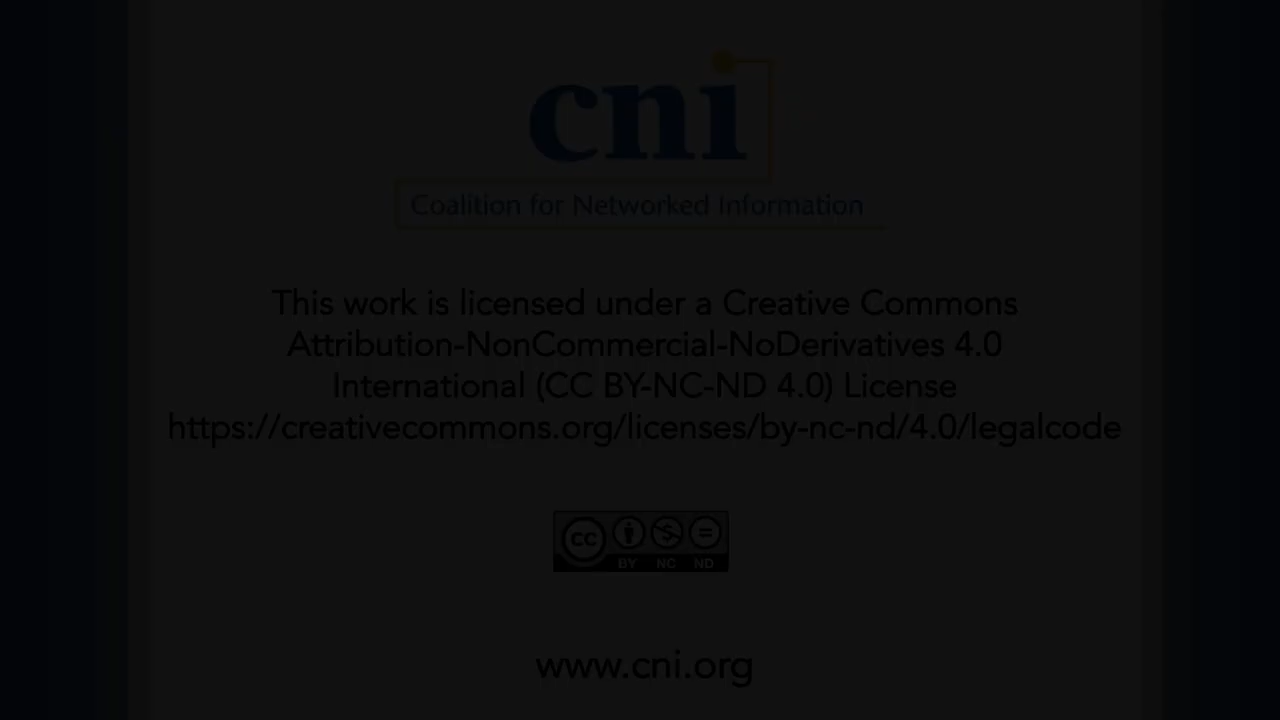 cni
Coalition for Networked Information
This work is licensed under a Creative Commons
Attribution-NonCommercial-NoDerivatives 4.0
International (CC BY-NC-ND 4.0) License
https://creativecommons.org/licenses/by-nc-nd/4.0/legalcode
cc
BY NC ND
www.cni.org